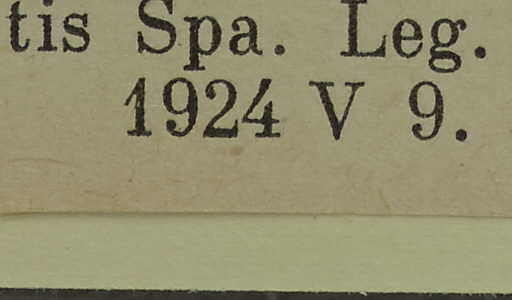 tis Spa. Leg.
1924 V 9.